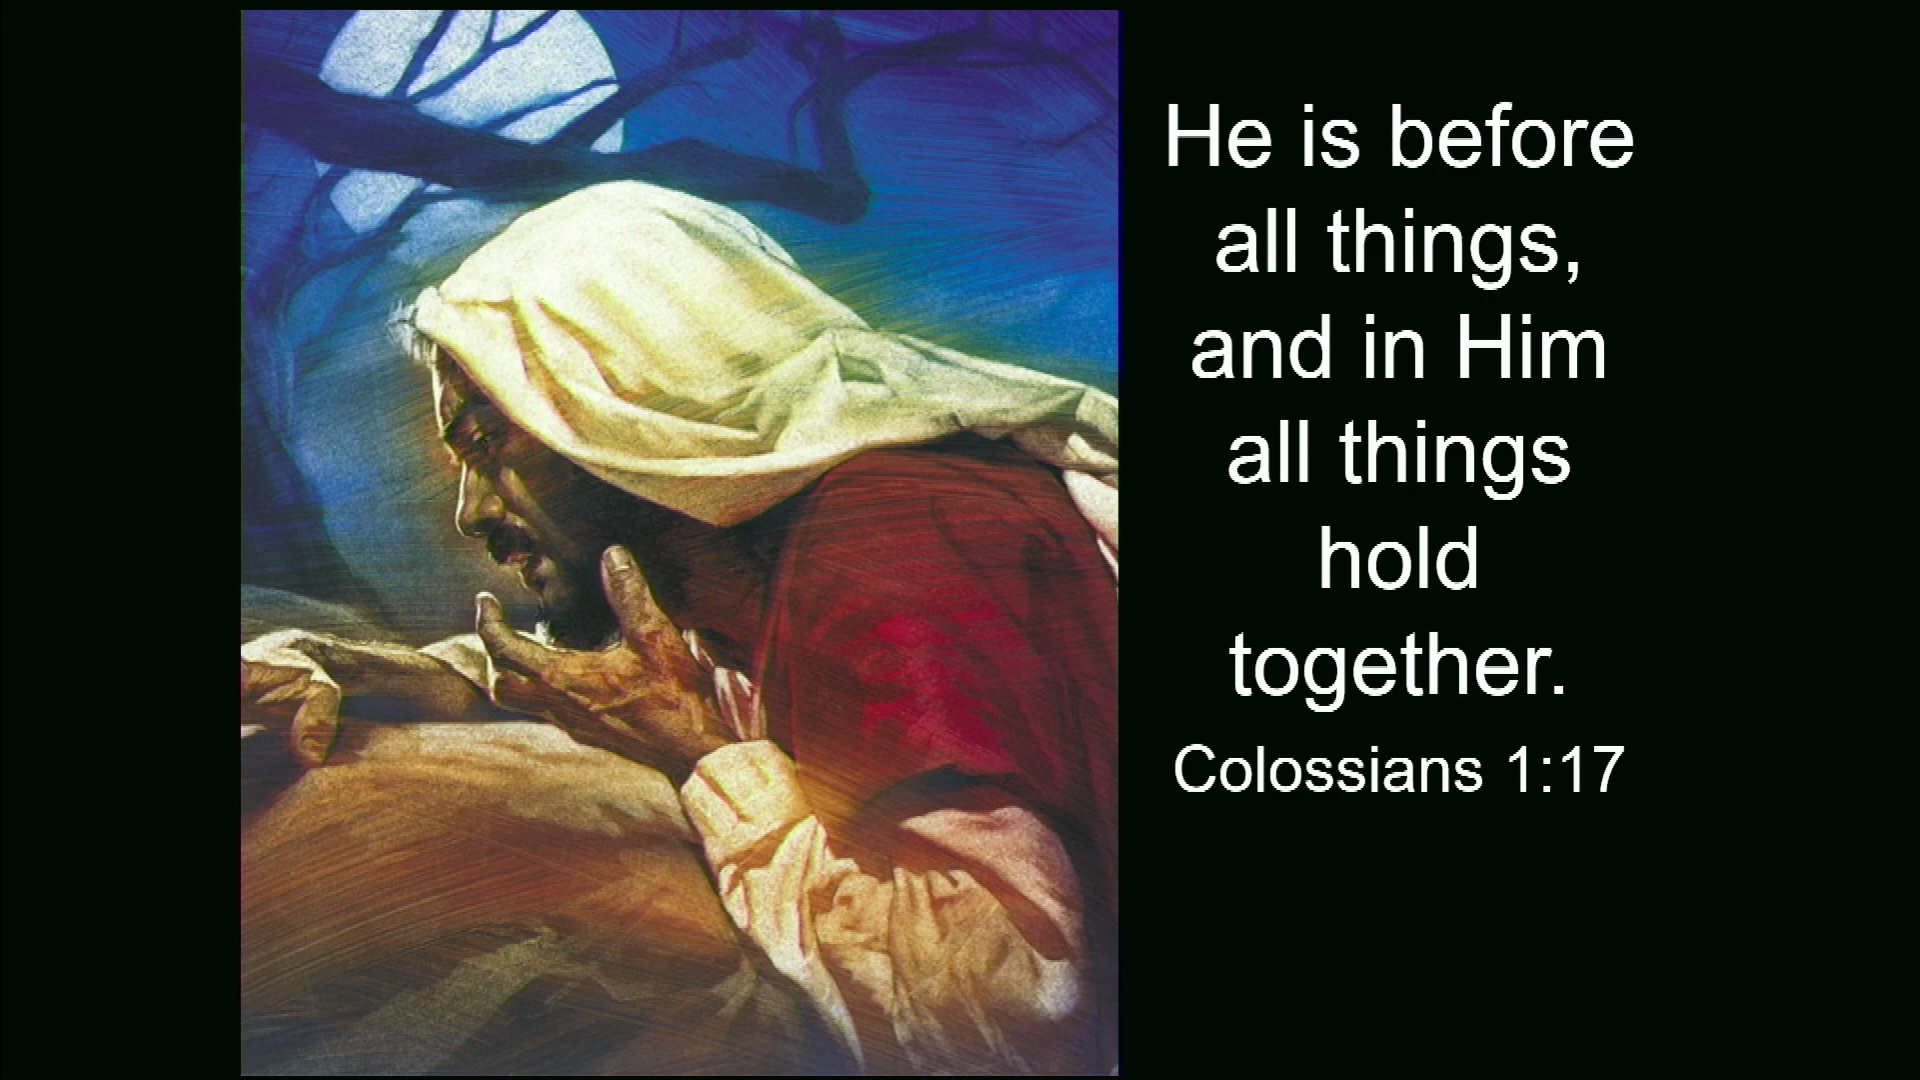 He is before
all things,
and in Him
all things
hold
together.
Colossians 1:17